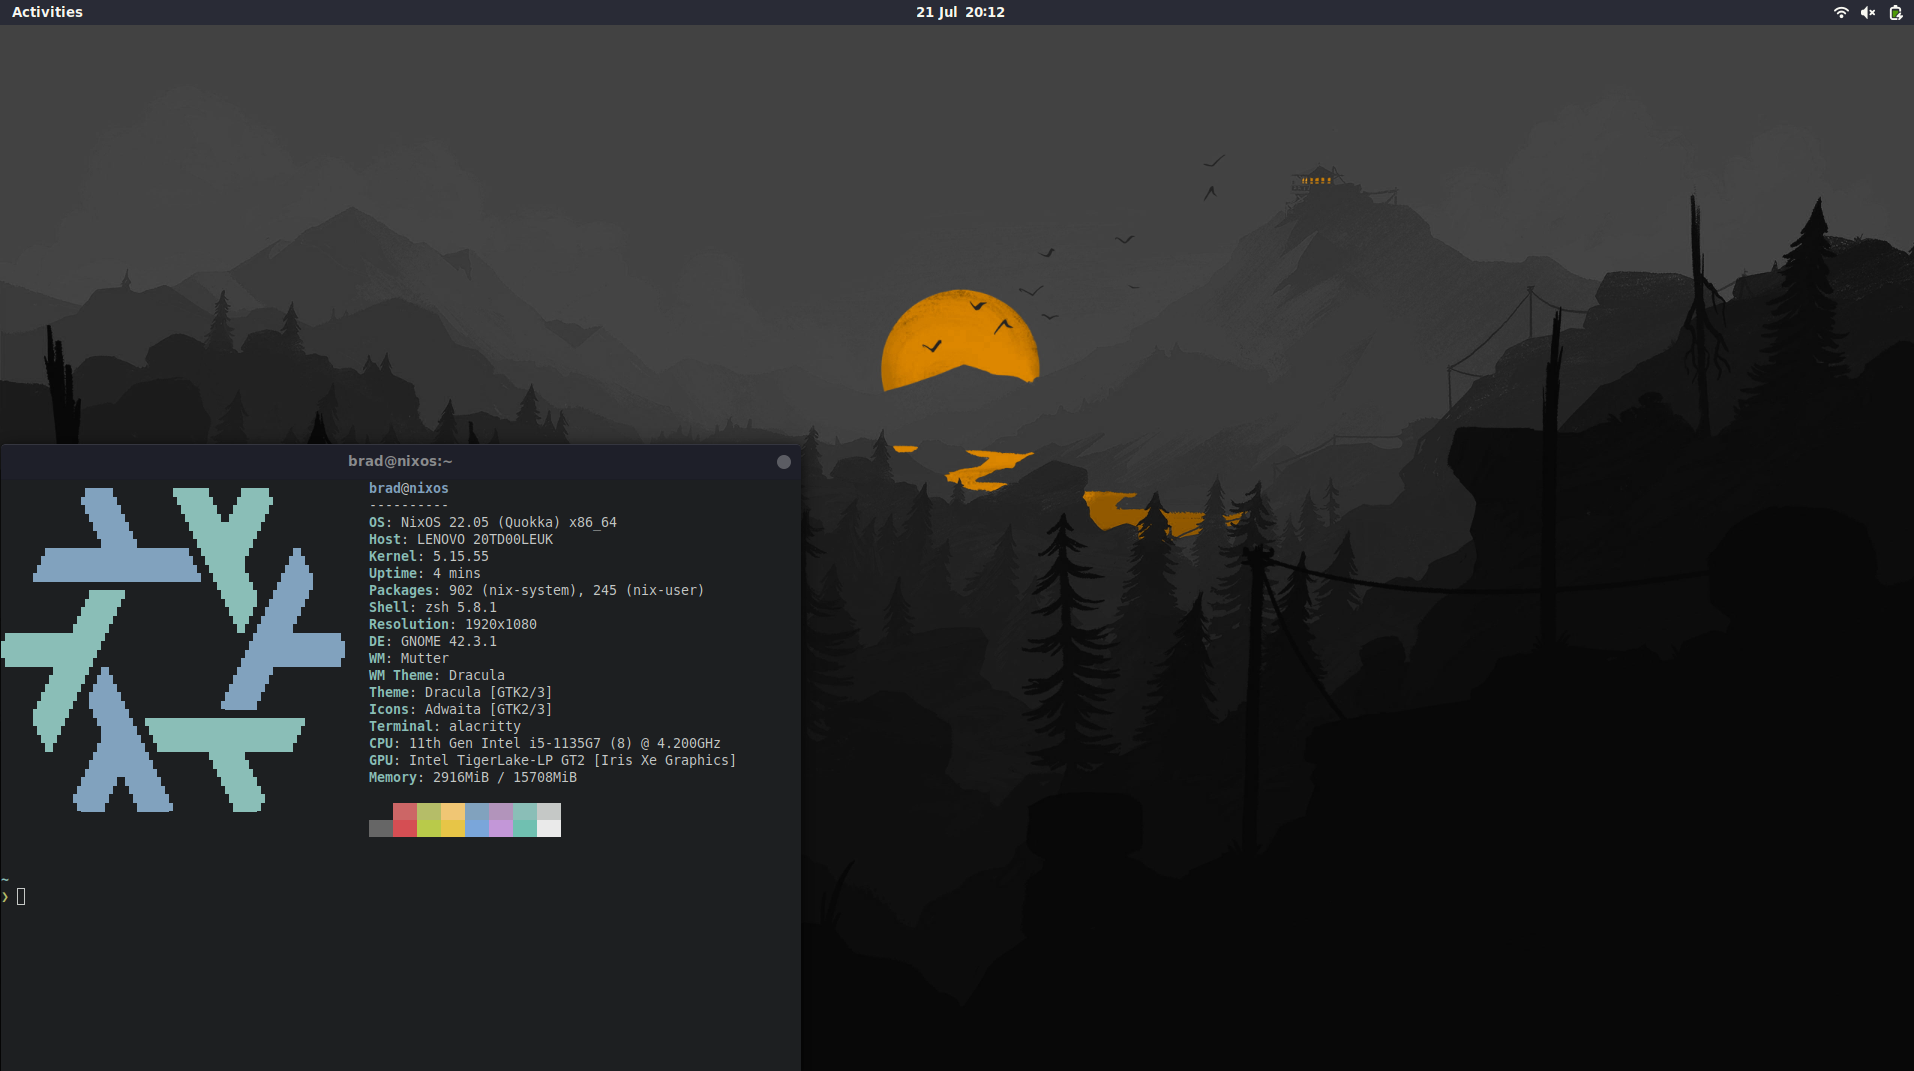 Activities
21 Jul 20:12
brad@nixos:~
brad@nixos
----------
OS: NixOS 22.05 (Quokka) x86_64
Host: LENOVO 20TD00LEUK
Kernel: 5.15.55
Uptime: 4 mins
Packages: 902 (nix-system), 245 (nix-user)
Shell: zsh 5.8.1
Resolution: 1920x1080
DE: GNOME 42.3.1
WM: Mutter
WM Theme: Dracula
Theme: Dracula [GTK2/3]
Icons: Adwaita [GTK2/3]
Terminal: alacritty
CPU: 11th Gen Intel i5-1135G7 (8) @ 4.200GHz
GPU: Intel TigerLake-LP GT2 [Iris Xe Graphics]
Memory: 2916MiB / 15708MiB
~
❯